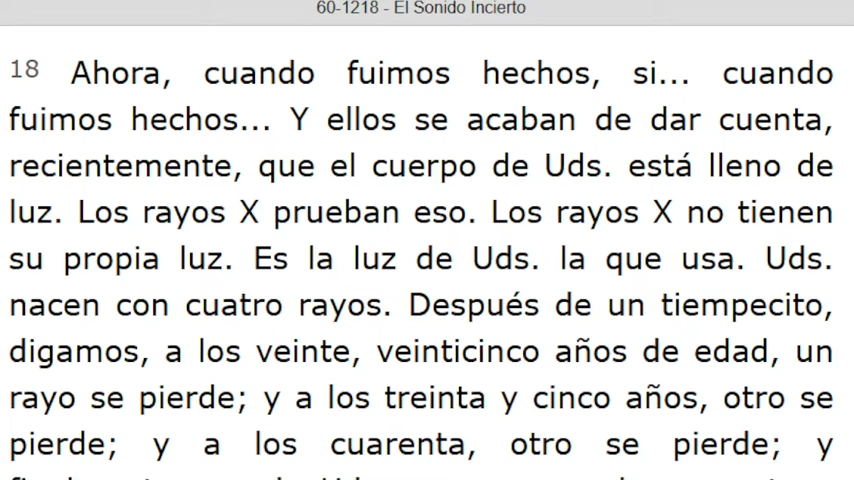 60-1218 - El Sonido Incierto
18 Ahora, cuando fuimos hechos, si... cuando
fuimos hechos... Y ellos se acaban de dar cuenta,
recientemente, que el cuerpo de Uds. está lleno de
luz. Los rayos X prueban eso. Los rayos X no tienen
su propia luz. Es la luz de Uds. la que usa. Uds.
nacen con cuatro rayos. Después de un tiempecito,
digamos, a los veinte, veinticinco años de edad, un
rayo se pierde; y a los treinta y cinco años, otro se
pierde; y a los cuarenta, otro se pierde; y